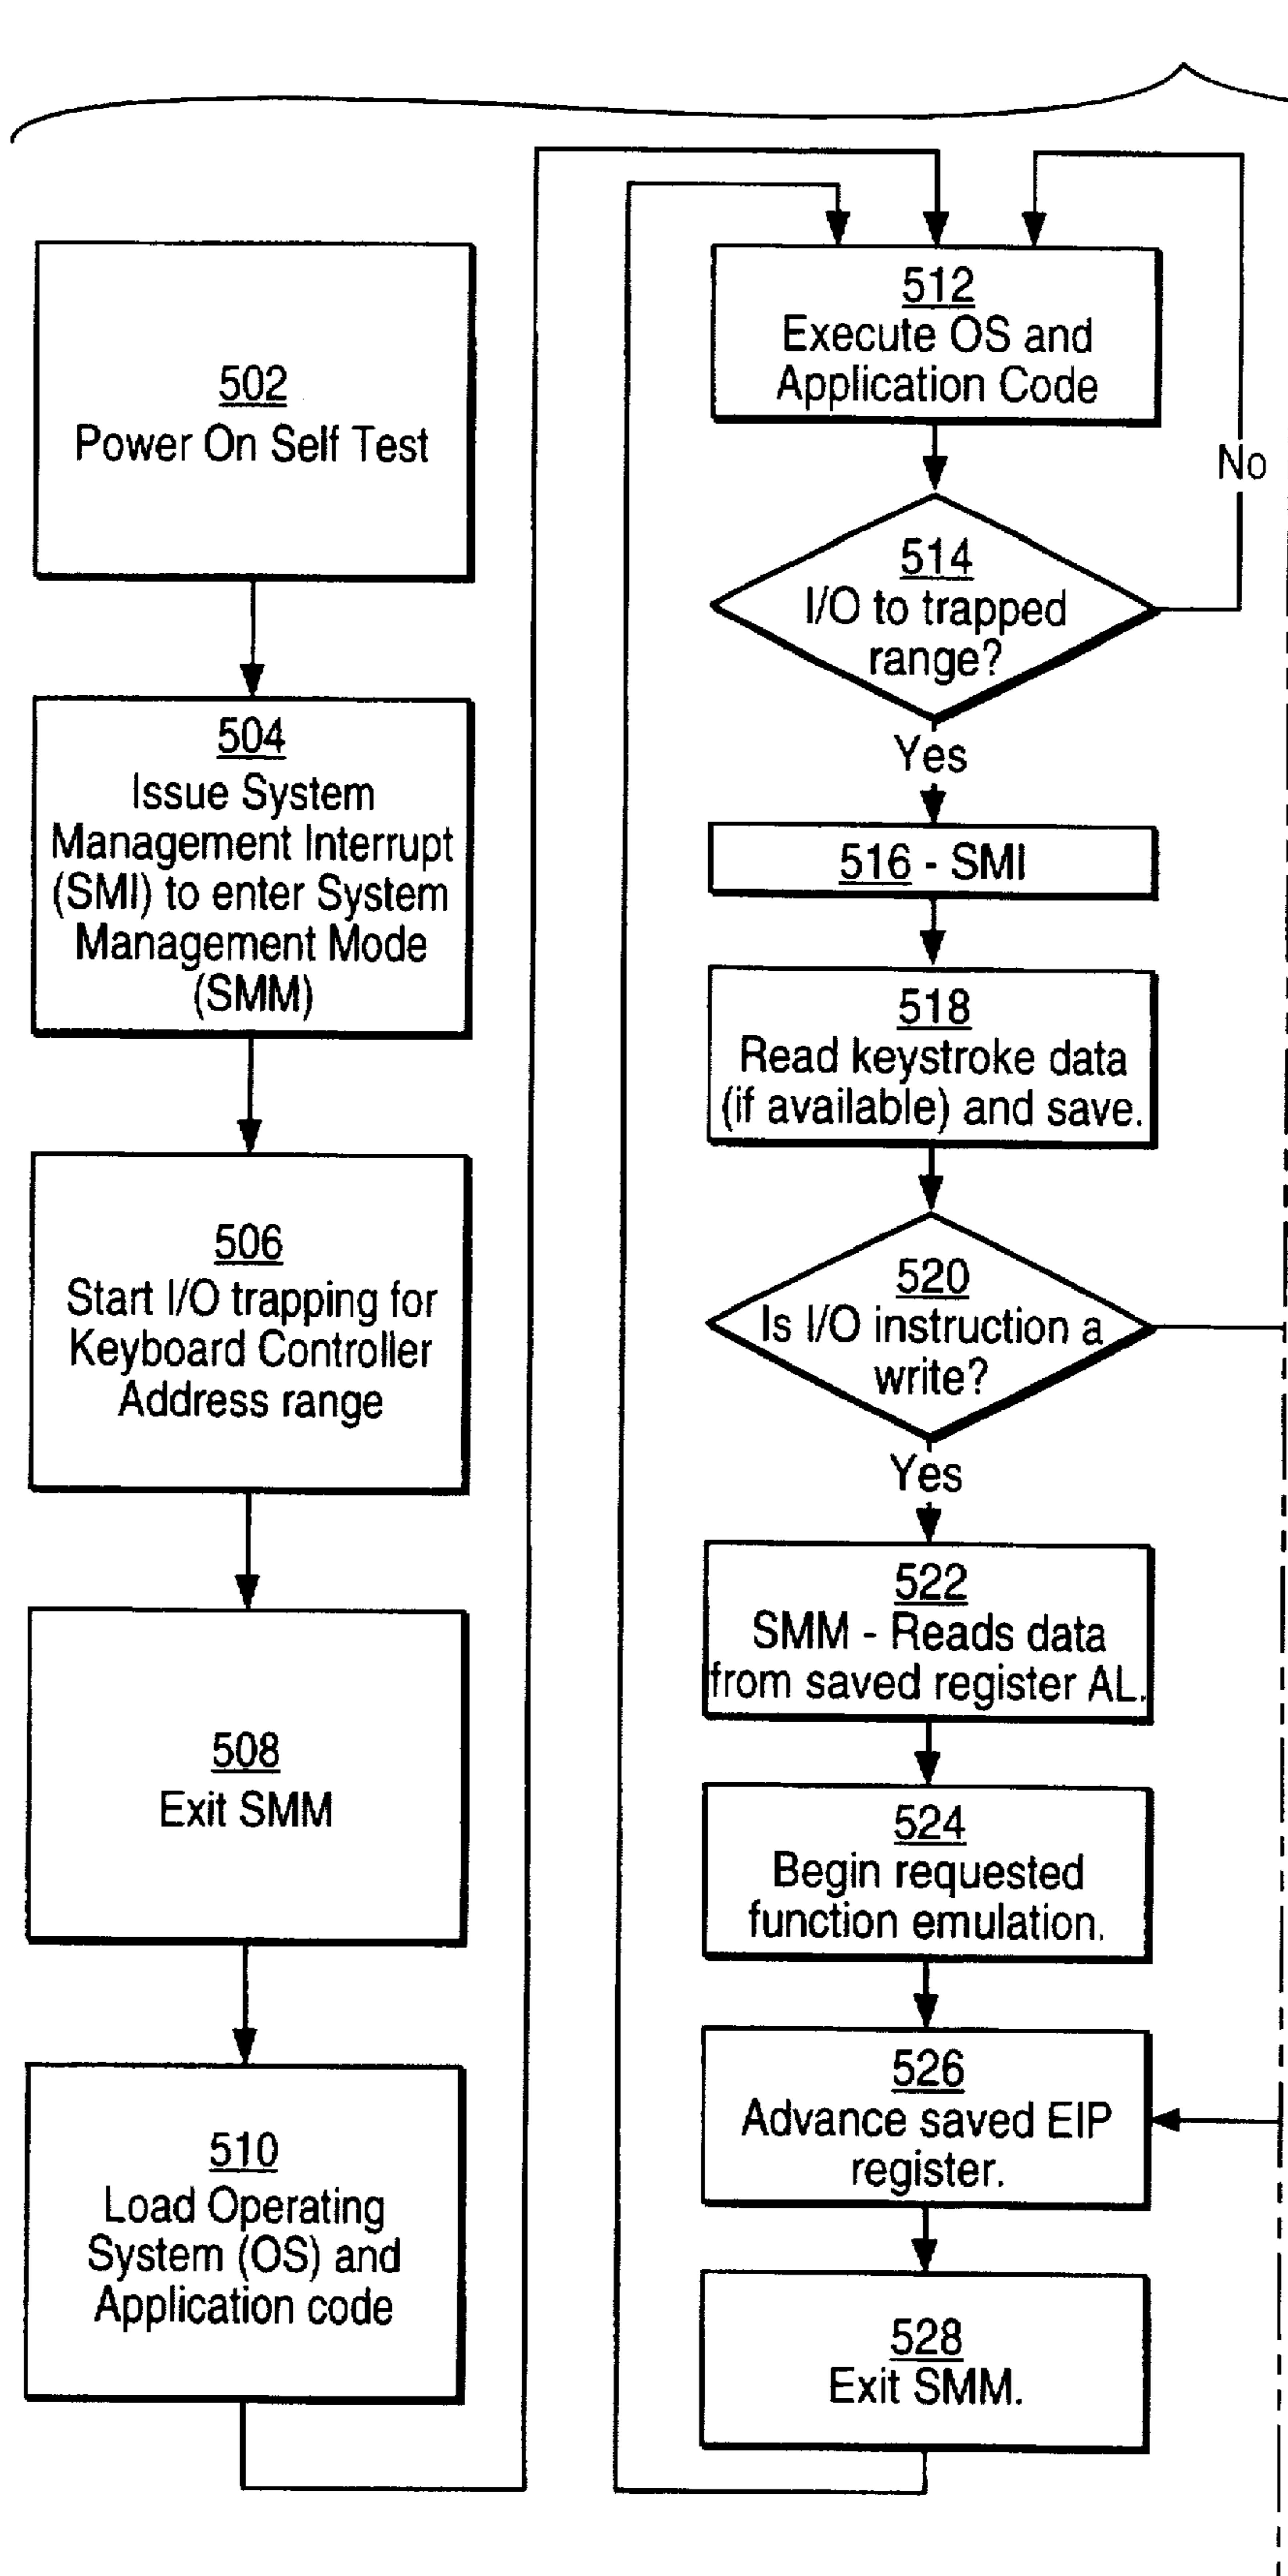 502
Power On Self Test
504
Issue System
Management Interrupt
(SMI) to enter System
Management Mode
(SMM)
506
Start I/O trapping for
Keyboard Controller
Address range
508
Exit SMM
510
Load Operating
System (OS) and
Application code
512
Execute OS and
Application Code
No
514
I/O to trapped
range?
Yes
516 - SMI
518
Read keystroke data
(if available) and save.
520
Is I/O instruction a
write?
Yes
522
SMM - Reads data
from saved register AL.
524
Begin requested
function emulation.
526
Advance saved EIP
register.
528
Exit SMM.